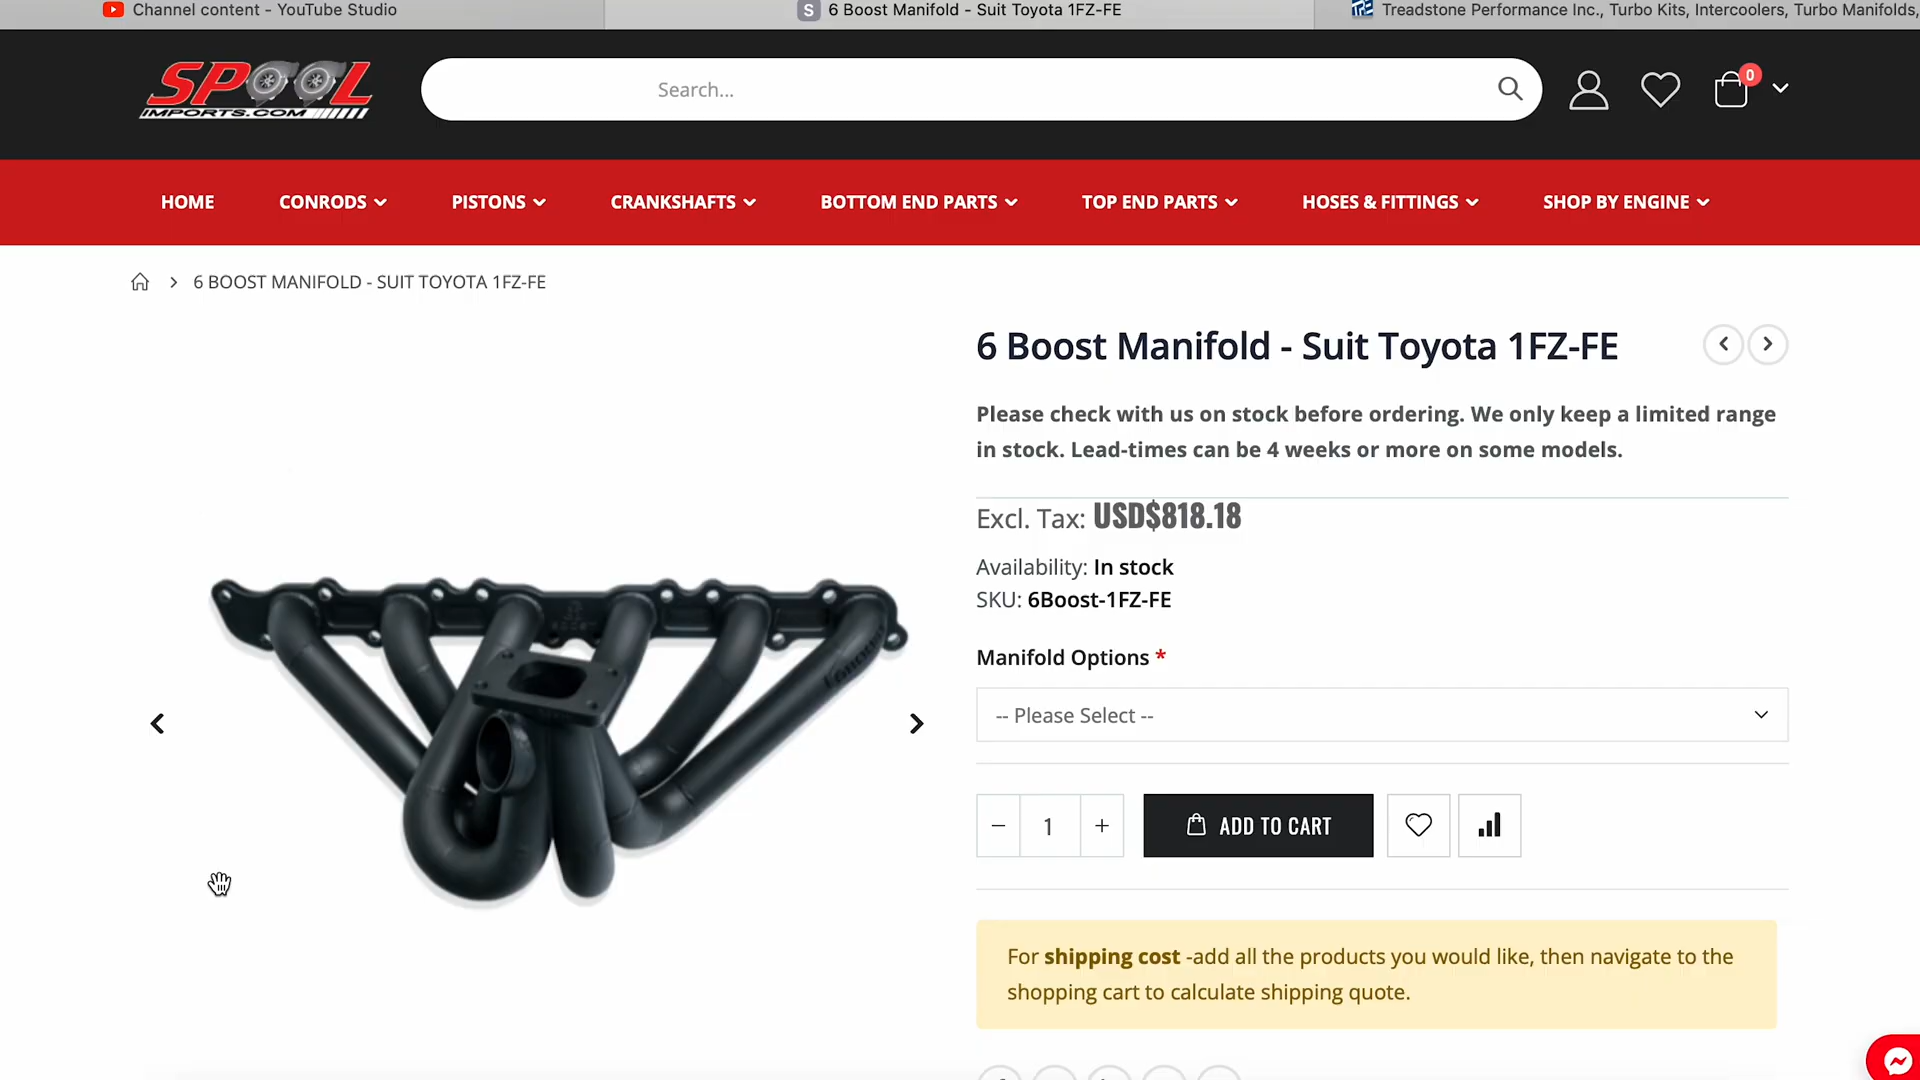 Channel content - YouTube Studio
S 6 Boost Manifold - Suit Toyota 1FZ-FE
Treadstone Performance Inc., Turbo Kits, Intercoolers, Turbo Manifolds,
SPOOL
IMPORTS.COM
Search...
0
HOME
CONRODS
PISTONS
CRANKSHAFTS
BOTTOM END PARTS
TOP END PARTS
HOSES & FITTINGS
SHOP BY ENGINE
6 BOOST MANIFOLD - SUIT TOYOTA 1FZ-FE
6 Boost Manifold - Suit Toyota 1FZ-FE
Please check with us on stock before ordering. We only keep a limited range
in stock. Lead-times can be 4 weeks or more on some models.
Excl. Tax: USD$818.18
Availability: In stock
SKU: 6Boost-1FZ-FE
Manifold Options *
-- Please Select --
− 1 +
ADD TO CART
For shipping cost -add all the products you would like, then navigate to the
shopping cart to calculate shipping quote.